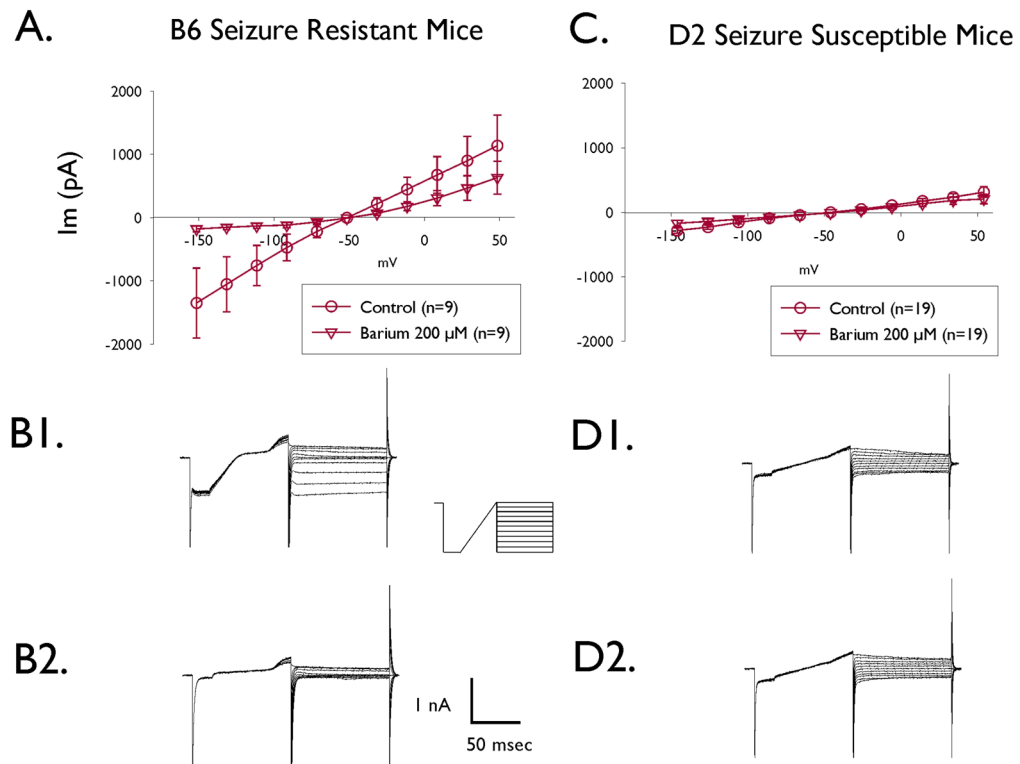 A.
B6 Seizure Resistant Mice
2000
1000
0
-1000
-2000
Im (pA)
-150
-100
-50
0
50
mV
Control (n=9)
Barium 200 µM (n=9)
C.
D2 Seizure Susceptible Mice
2000
1000
0
-1000
-2000
-150
-100
-50
0
50
mV
Control (n=19)
Barium 200 µM (n=19)
B1.
D1.
B2.
1 nA
50 msec
D2.